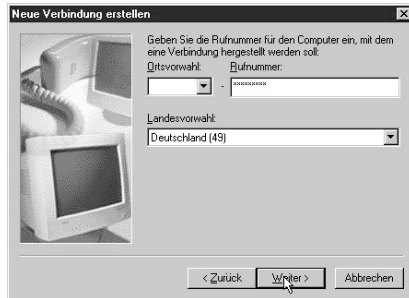 Neue Verbindung erstellen
Geben Sie die Rufnummer für den Computer ein, mit dem
eine Verbindung hergestellt werden soll:
Ortsvorwahl: Rufnummer:
- xxxxxxxxx
Landesvorwahl:
Deutschland (49)
< Zurück Weiter > Abbrechen